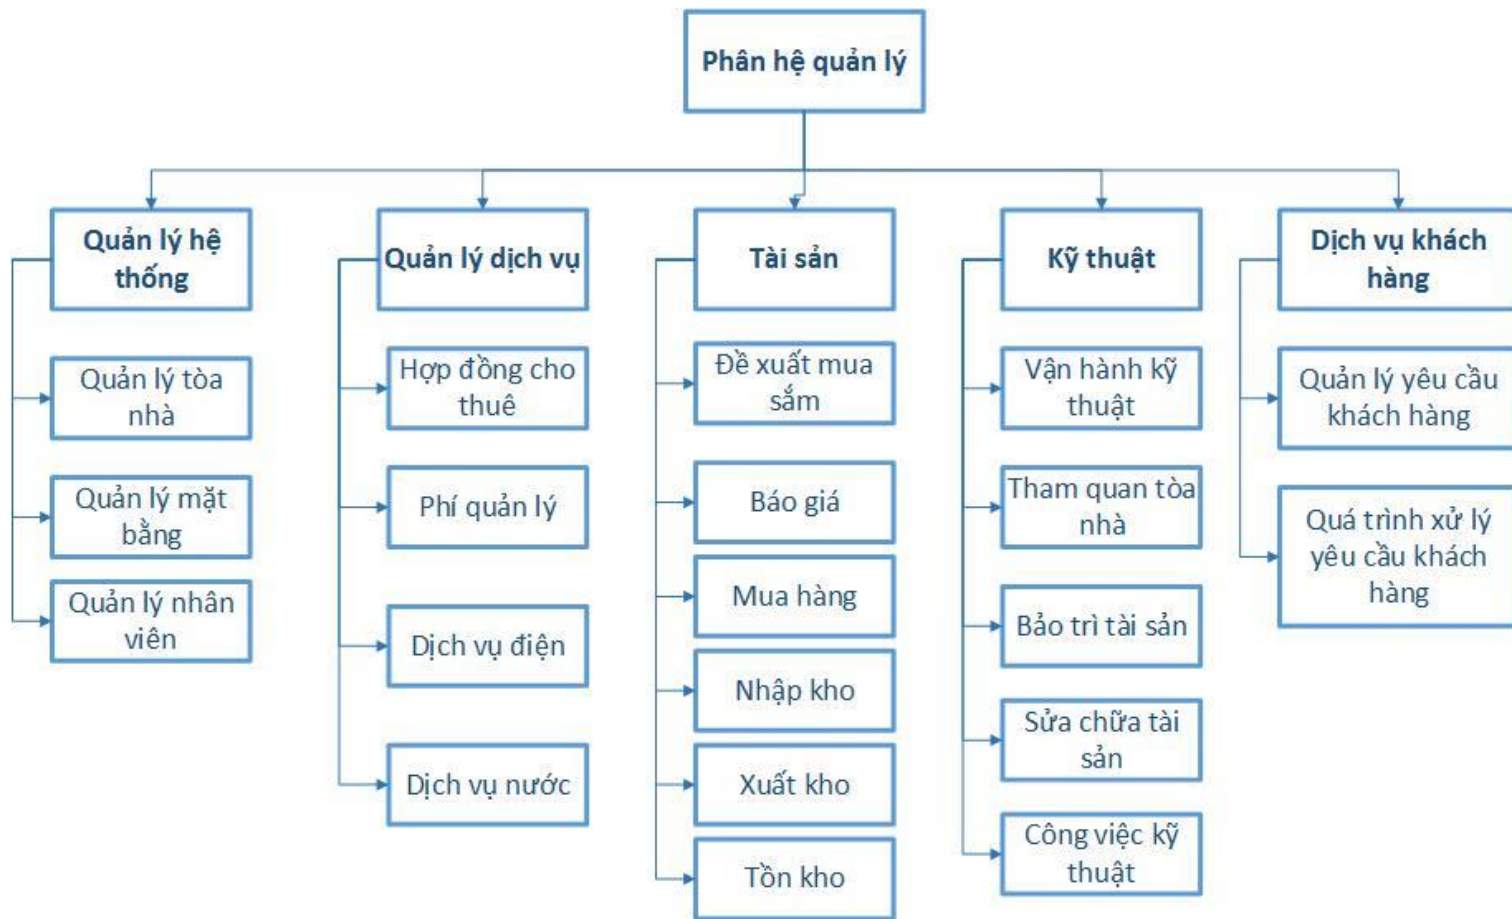 Phân hệ quản lý
Quản lý hệ
thống
Quản lý tòa
nhà
Quản lý mặt
bằng
Quản lý nhân
viên
Quản lý dịch vụ
Hợp đồng cho
thuê
Phí quản lý
Dịch vụ điện
Dịch vụ nước
Tài sản
Đề xuất mua
sắm
Báo giá
Mua hàng
Nhập kho
Xuất kho
Tồn kho
Kỹ thuật
Vận hành kỹ
thuật
Tham quan tòa
nhà
Bảo trì tài sản
Sửa chữa tài
sản
Công việc kỹ
thuật
Dịch vụ khách
hàng
Quản lý yêu cầu
khách hàng
Quá trình xử lý
yêu cầu khách
hàng